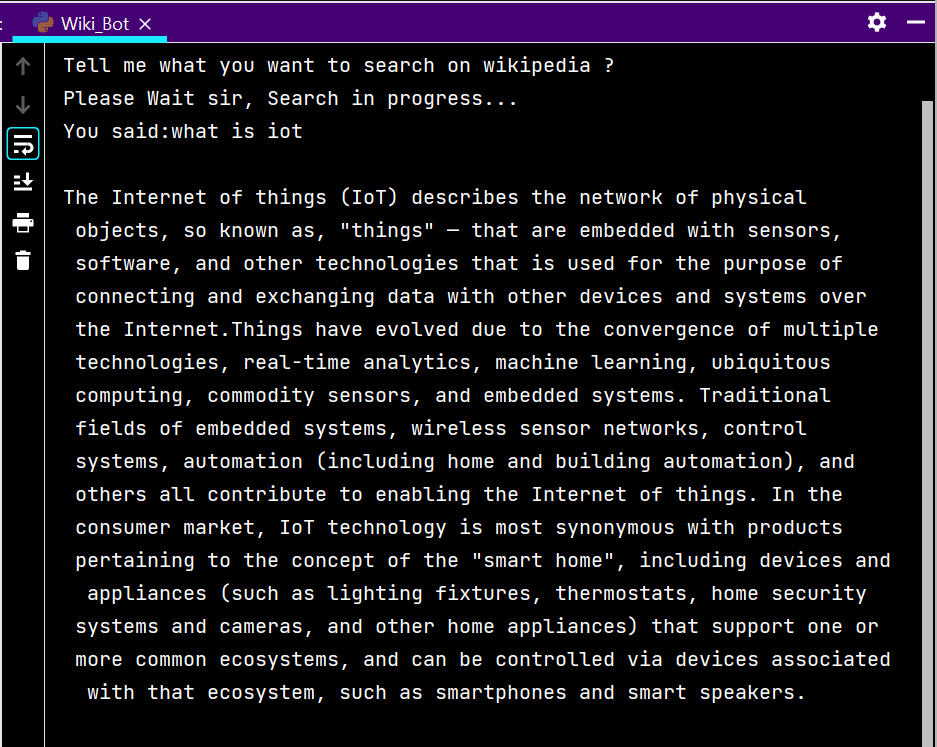 Wiki_Bot
Tell me what you want to search on wikipedia ?
Please Wait sir, Search in progress...
You said:what is iot
The Internet of things (IoT) describes the network of physical
objects, so known as, "things" — that are embedded with sensors,
software, and other technologies that is used for the purpose of
connecting and exchanging data with other devices and systems over
the Internet.Things have evolved due to the convergence of multiple
technologies, real-time analytics, machine learning, ubiquitous
computing, commodity sensors, and embedded systems. Traditional
fields of embedded systems, wireless sensor networks, control
systems, automation (including home and building automation), and
others all contribute to enabling the Internet of things. In the
consumer market, IoT technology is most synonymous with products
pertaining to the concept of the "smart home", including devices and
appliances (such as lighting fixtures, thermostats, home security
systems and cameras, and other home appliances) that support one or
more common ecosystems, and can be controlled via devices associated
with that ecosystem, such as smartphones and smart speakers.